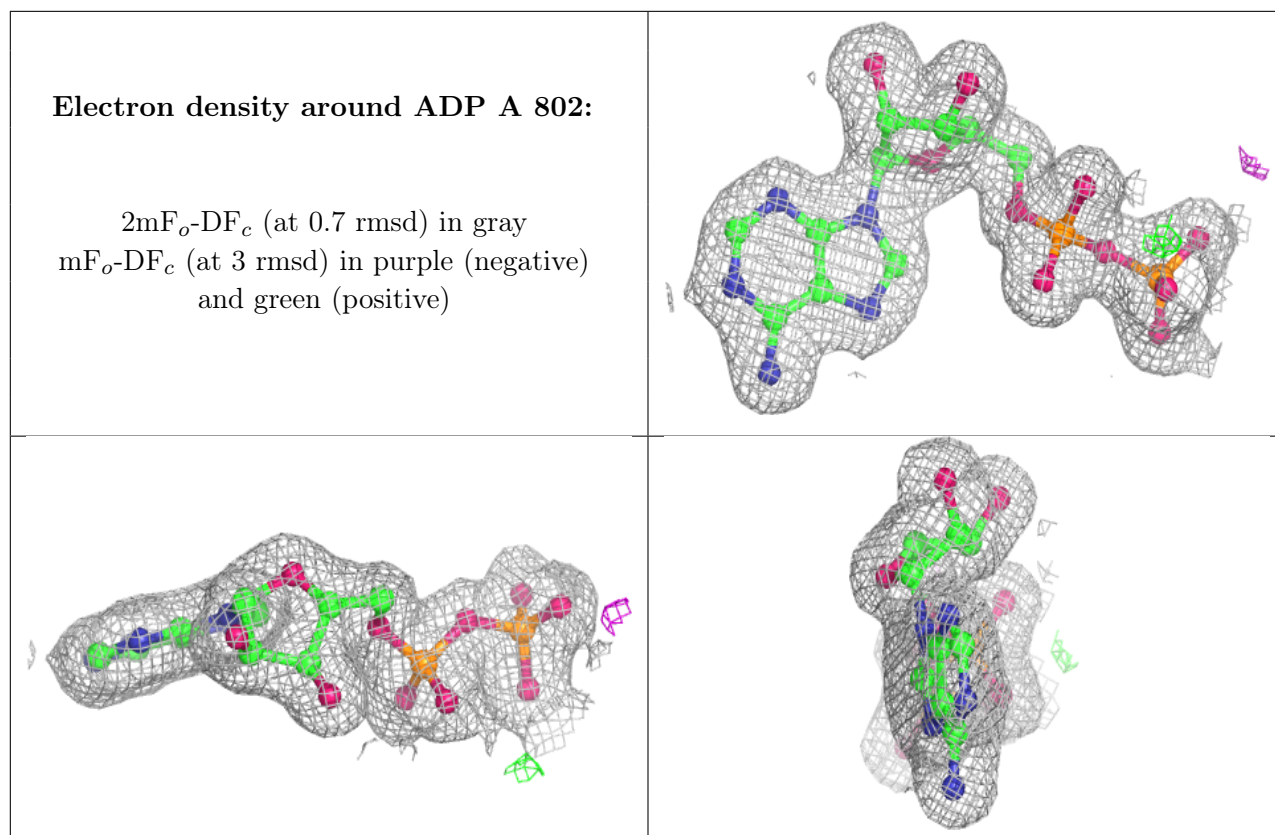 Electron density around ADP A 802:
2mFo-DFc (at 0.7 rmsd) in gray
mFo-DFc (at 3 rmsd) in purple (negative)
and green (positive)